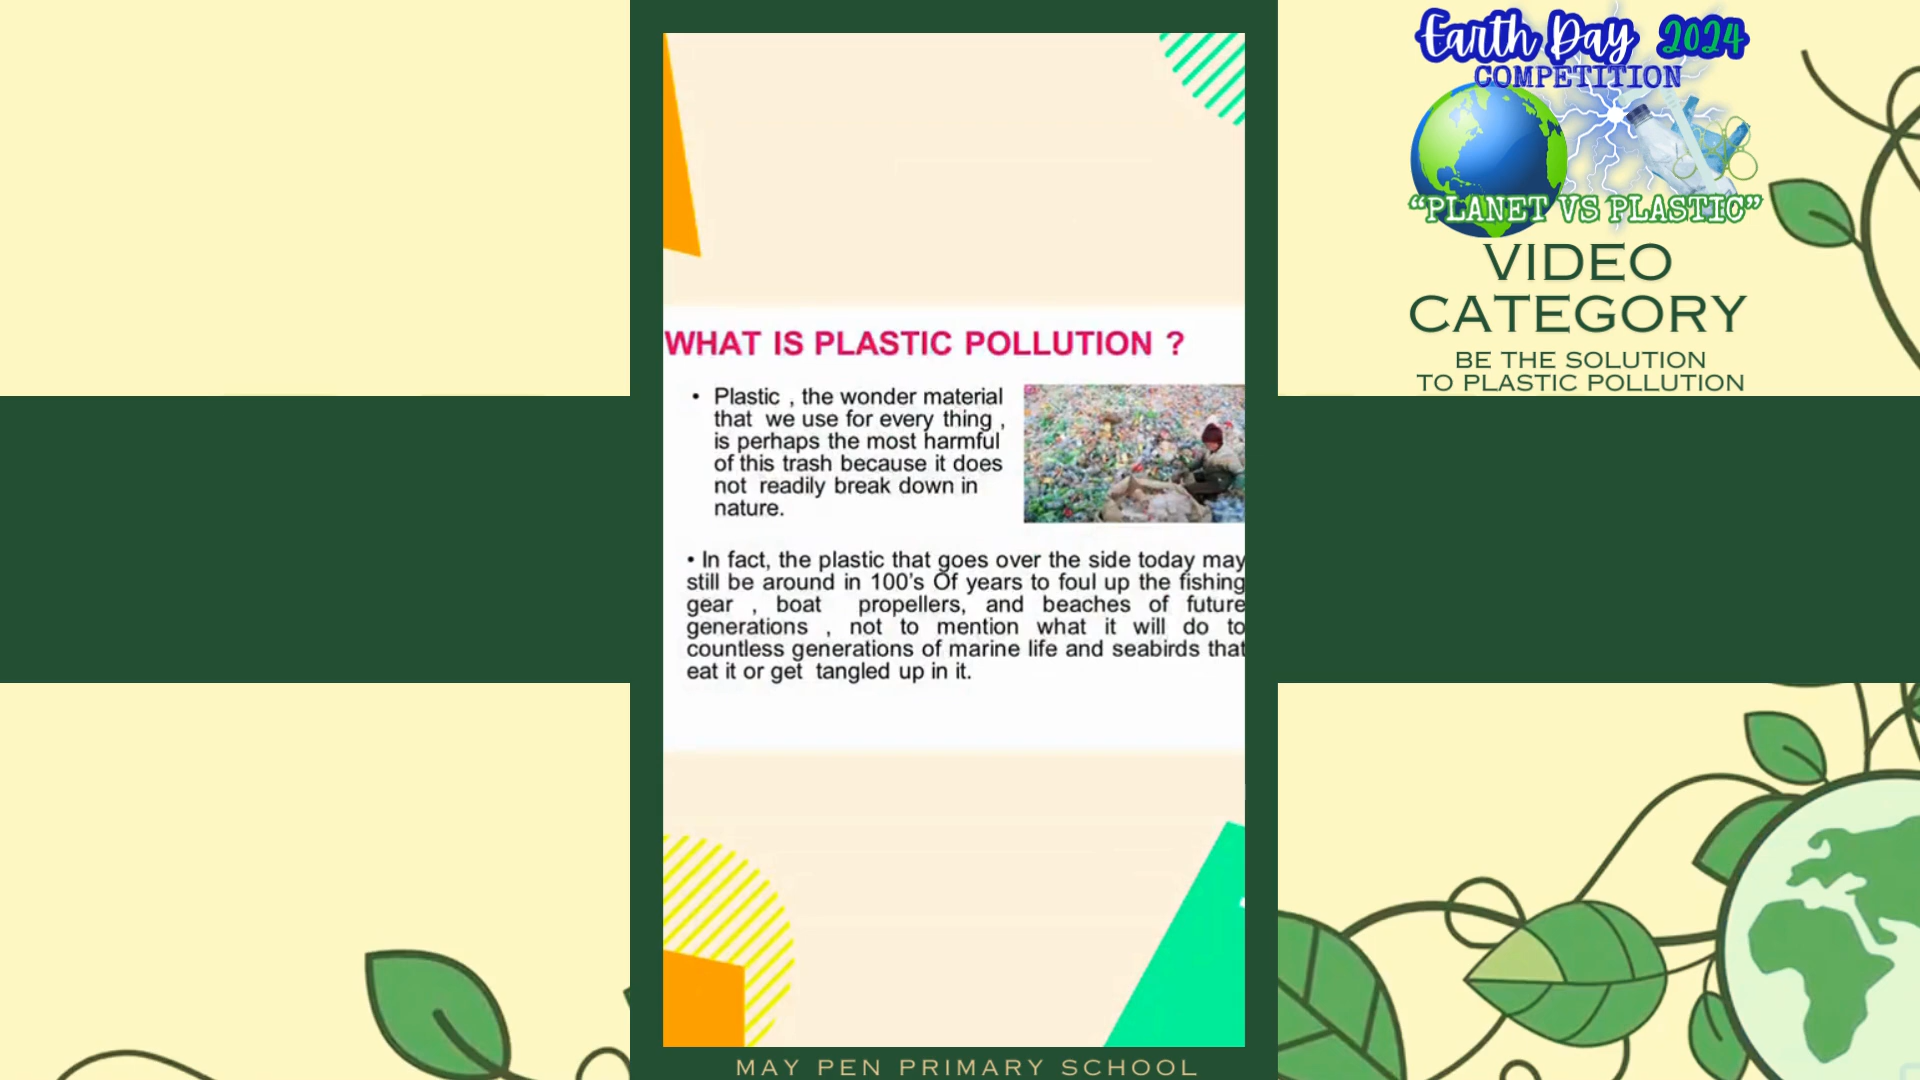 Earth Day 2024
COMPETITION
“PLANET VS PLASTIC”
VIDEO
CATEGORY
BE THE SOLUTION
TO PLASTIC POLLUTION
WHAT IS PLASTIC POLLUTION ?
• Plastic , the wonder material
that we use for every thing ,
is perhaps the most harmful
of this trash because it does
not readily break down in
nature.
• In fact, the plastic that goes over the side today may
still be around in 100's Of years to foul up the fishing
gear , boat propellers, and beaches of future
generations , not to mention what it will do to
countless generations of marine life and seabirds that
eat it or get tangled up in it.
MAY PEN PRIMARY SCHOOL